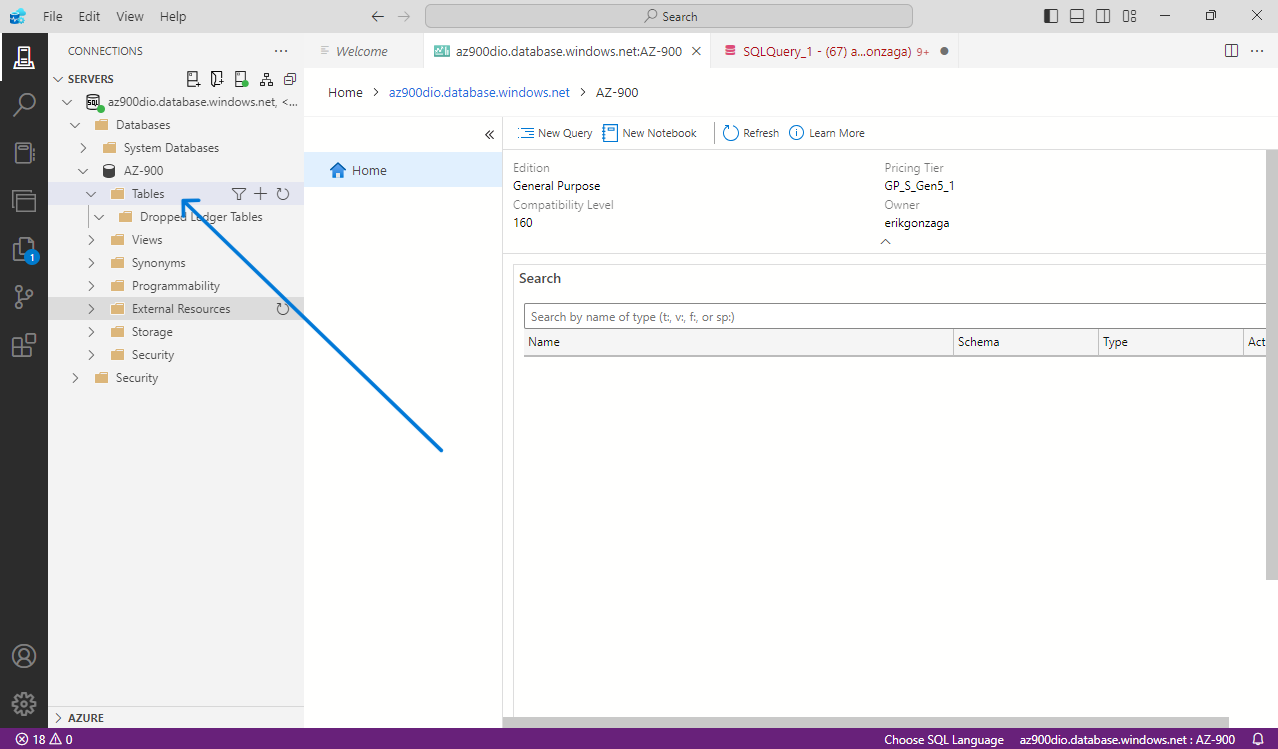 File Edit View Help
Search
CONNECTIONS
SERVERS
az900dio.database.windows.net, <...
Databases
System Databases
AZ-900
Tables
Dropped Ledger Tables
Views
Synonyms
Programmability
External Resources
Storage
Security
Security
1
AZURE
Welcome
az900dio.database.windows.net:AZ-900
SQLQuery_1 - (67) a...onzaga) 9+
Home > az900dio.database.windows.net > AZ-900
Home
New Query New Notebook Refresh Learn More
Edition
General Purpose
Compatibility Level
160
Pricing Tier
GP_S_Gen5_1
Owner
erikgonzaga
Search
Search by name of type (t:, v:, f:, or sp:)
Name Schema Type Act
18 0 Choose SQL Language az900dio.database.windows.net : AZ-900